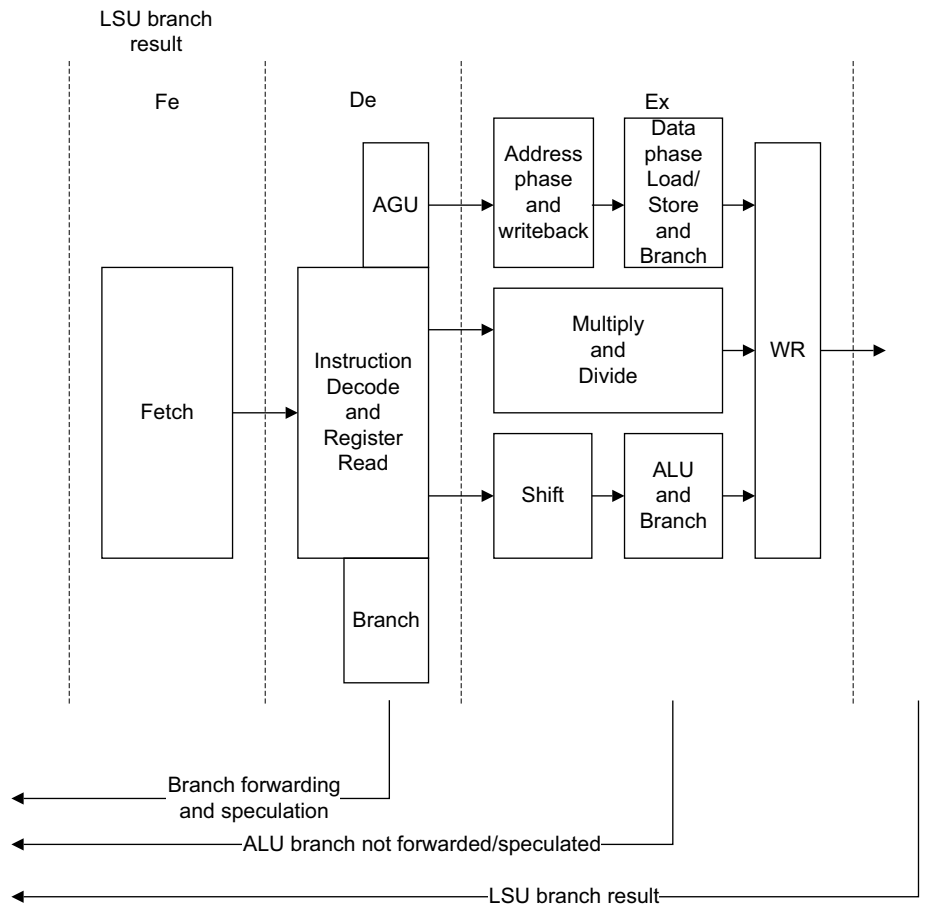 LSU branch
result
Fe
De
Ex
AGU
Address
phase
and
writeback
Data
phase
Load/
Store
and
Branch
Fetch
Instruction
Decode
and
Register
Read
Multiply
and
Divide
WR
Shift
ALU
and
Branch
Branch
Branch forwarding
and speculation
ALU branch not forwarded/speculated
LSU branch result